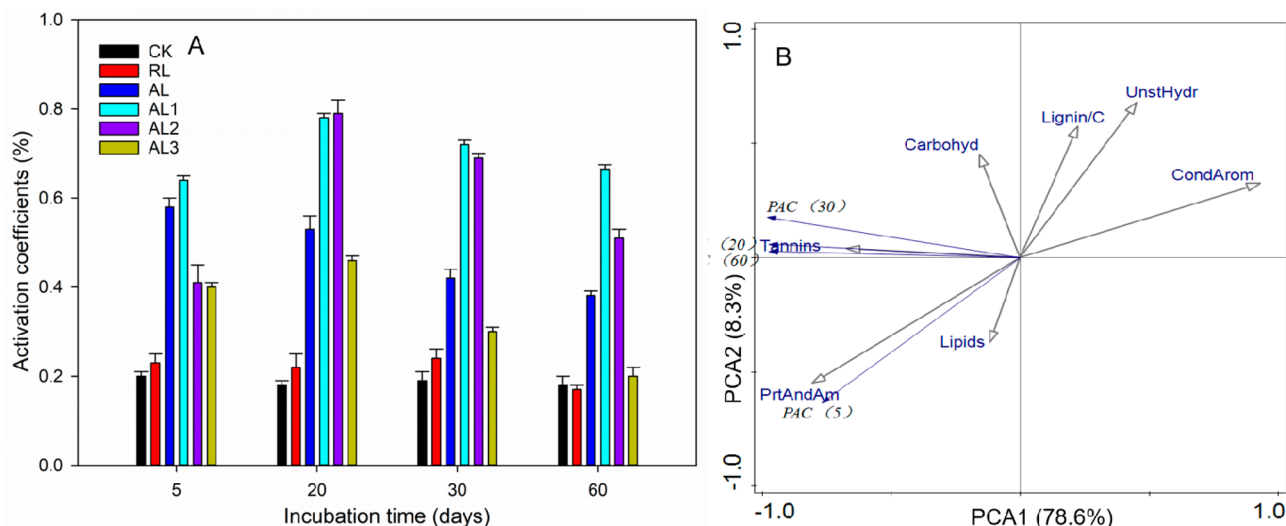 A
CK
RL
AL
AL1
AL2
AL3
1.0
0.8
0.6
0.4
0.2
0.0
Activation coefficients (%)
5
20
30
60
Incubation time (days)
B
1.0
-1.0
PCA2 (8.3%)
UnstHydr
Lignin/C
Carbohyd
CondArom
PAC（30）
（20）
Tannins
（60）
Lipids
PrtAndAm
PAC（5）
-1.0
PCA1 (78.6%)
1.0